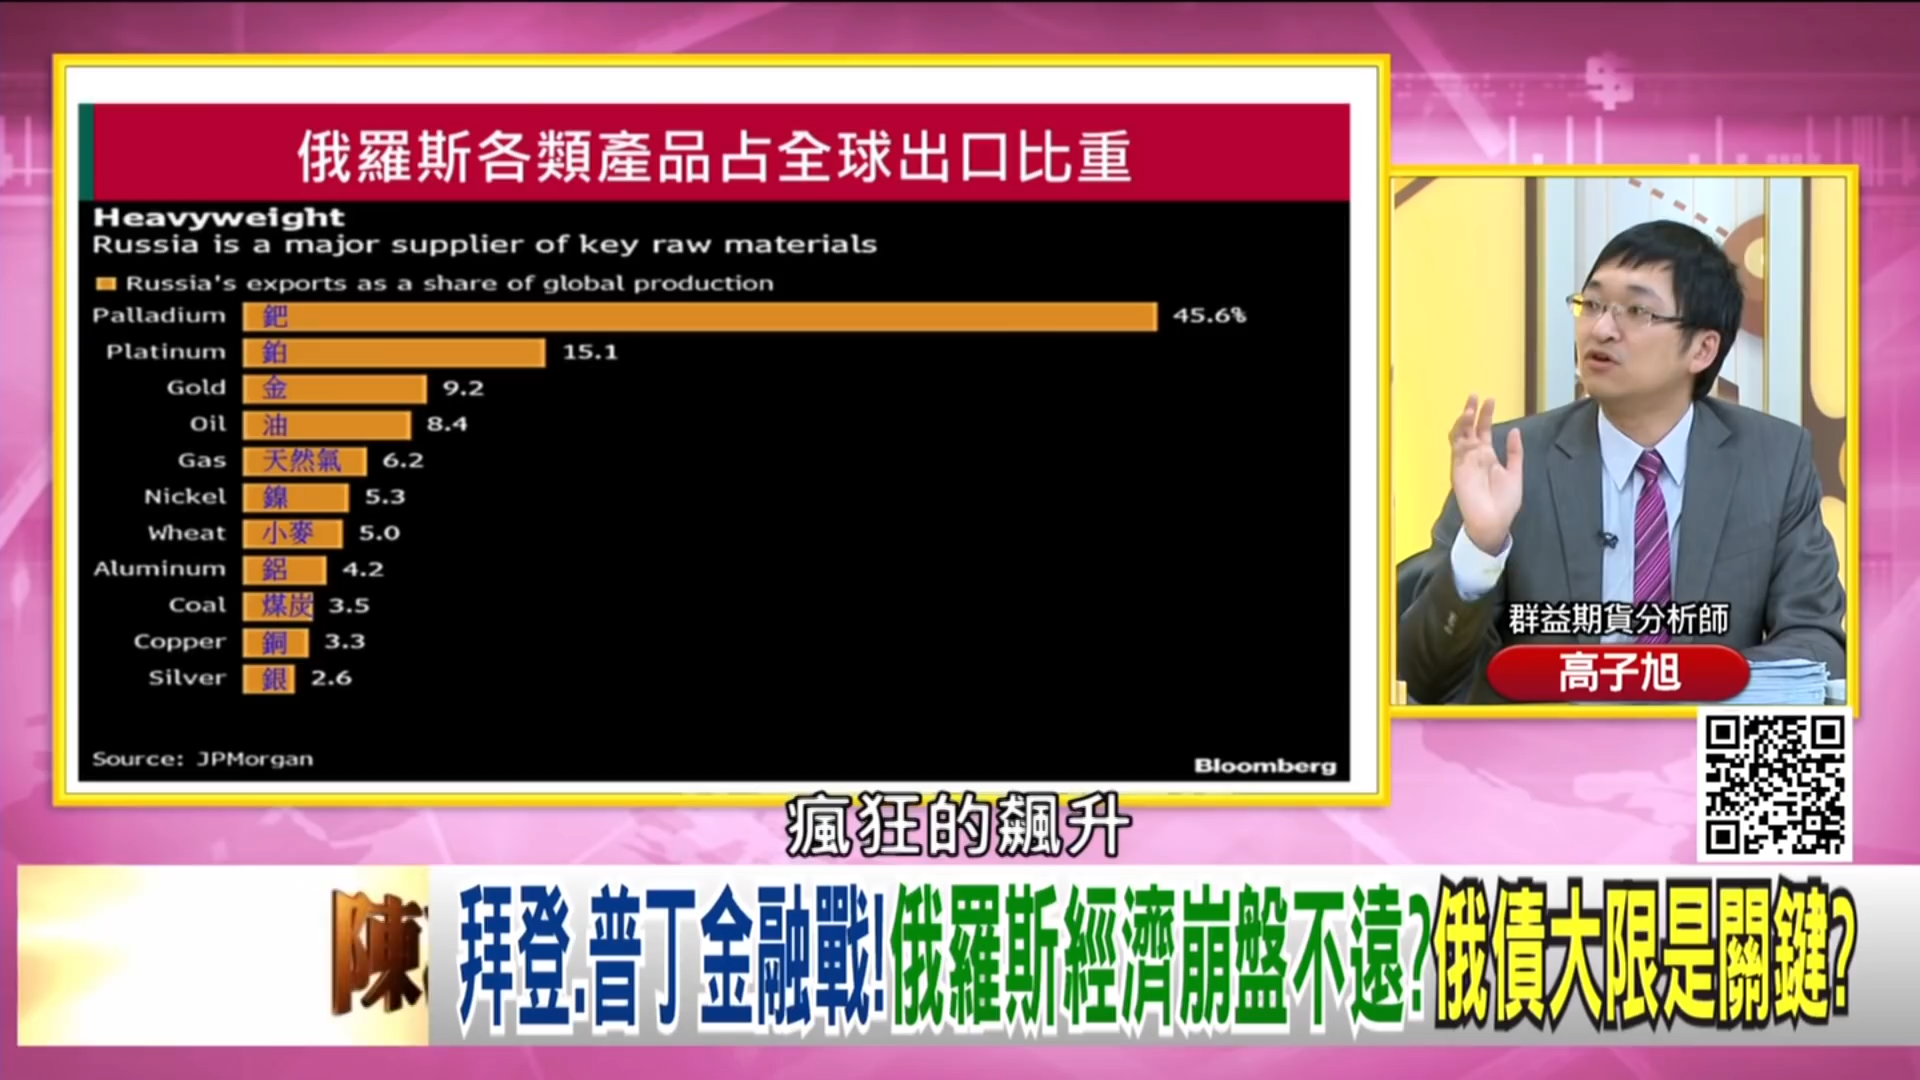 俄羅斯各類產品占全球出口比重
Heavyweight
Russia is a major supplier of key raw materials
Russia's exports as a share of global production
Palladium 鈀 45.6%
Platinum 鉑 15.1
Gold 金 9.2
Oil 油 8.4
Gas 天然氣 6.2
Nickel 鎳 5.3
Wheat 小麥 5.0
Aluminum 鋁 4.2
Coal 煤炭 3.5
Copper 銅 3.3
Silver 銀 2.6
Source: JPMorgan
Bloomberg
群益期貨分析師
高子旭
瘋狂的飆升
陳
拜登.普丁金融戰!俄羅斯經濟崩盤不遠?俄債大限是關鍵?